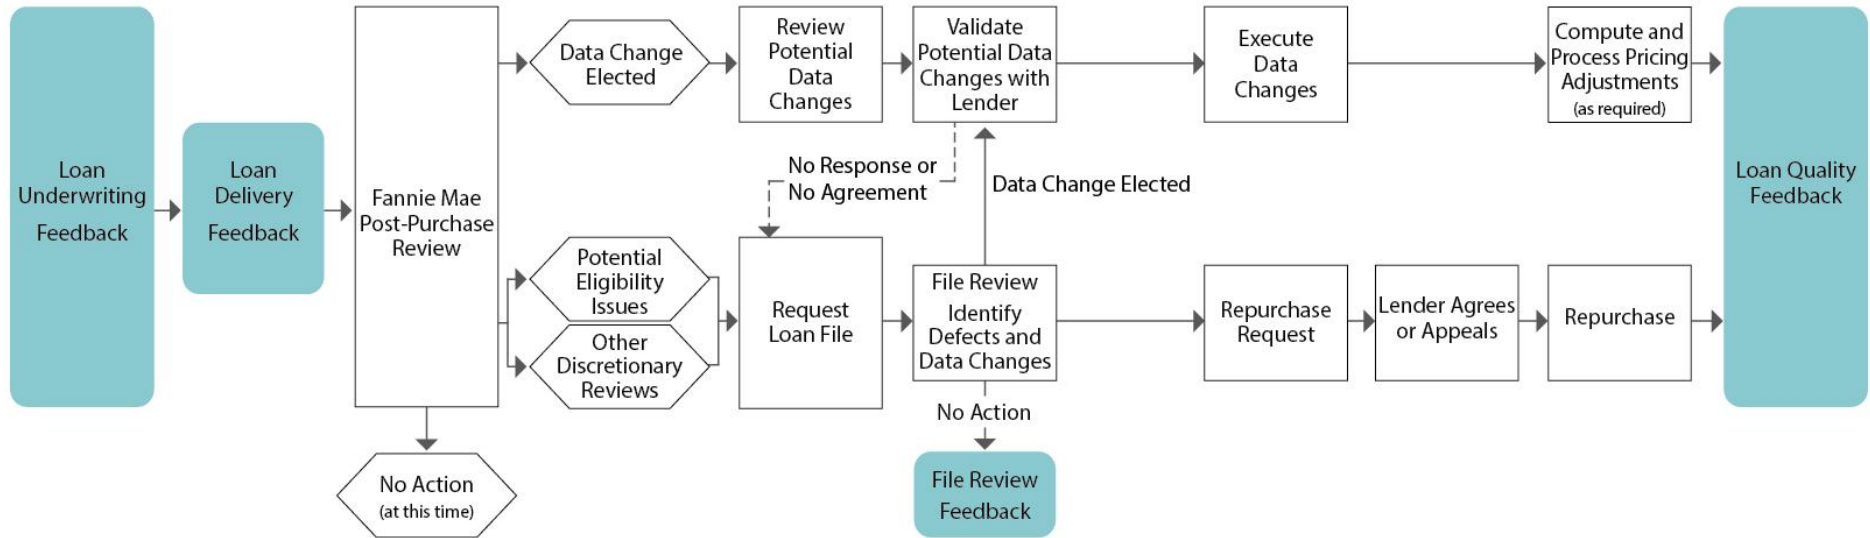 Loan
Underwriting
Feedback
Loan
Delivery
Feedback
Fannie Mae
Post-Purchase
Review
No Action
(at this time)
Data Change
Elected
Review
Potential
Data
Changes
Validate
Potential Data
Changes with
Lender
Execute
Data
Changes
Compute and
Process Pricing
Adjustments
(as required)
No Response or
No Agreement
Data Change Elected
Potential
Eligibility
Issues
Other
Discretionary
Reviews
Request
Loan File
File Review
Identify
Defects and
Data Changes
Repurchase
Request
Lender Agrees
or Appeals
Repurchase
No Action
File Review
Feedback
Loan Quality
Feedback